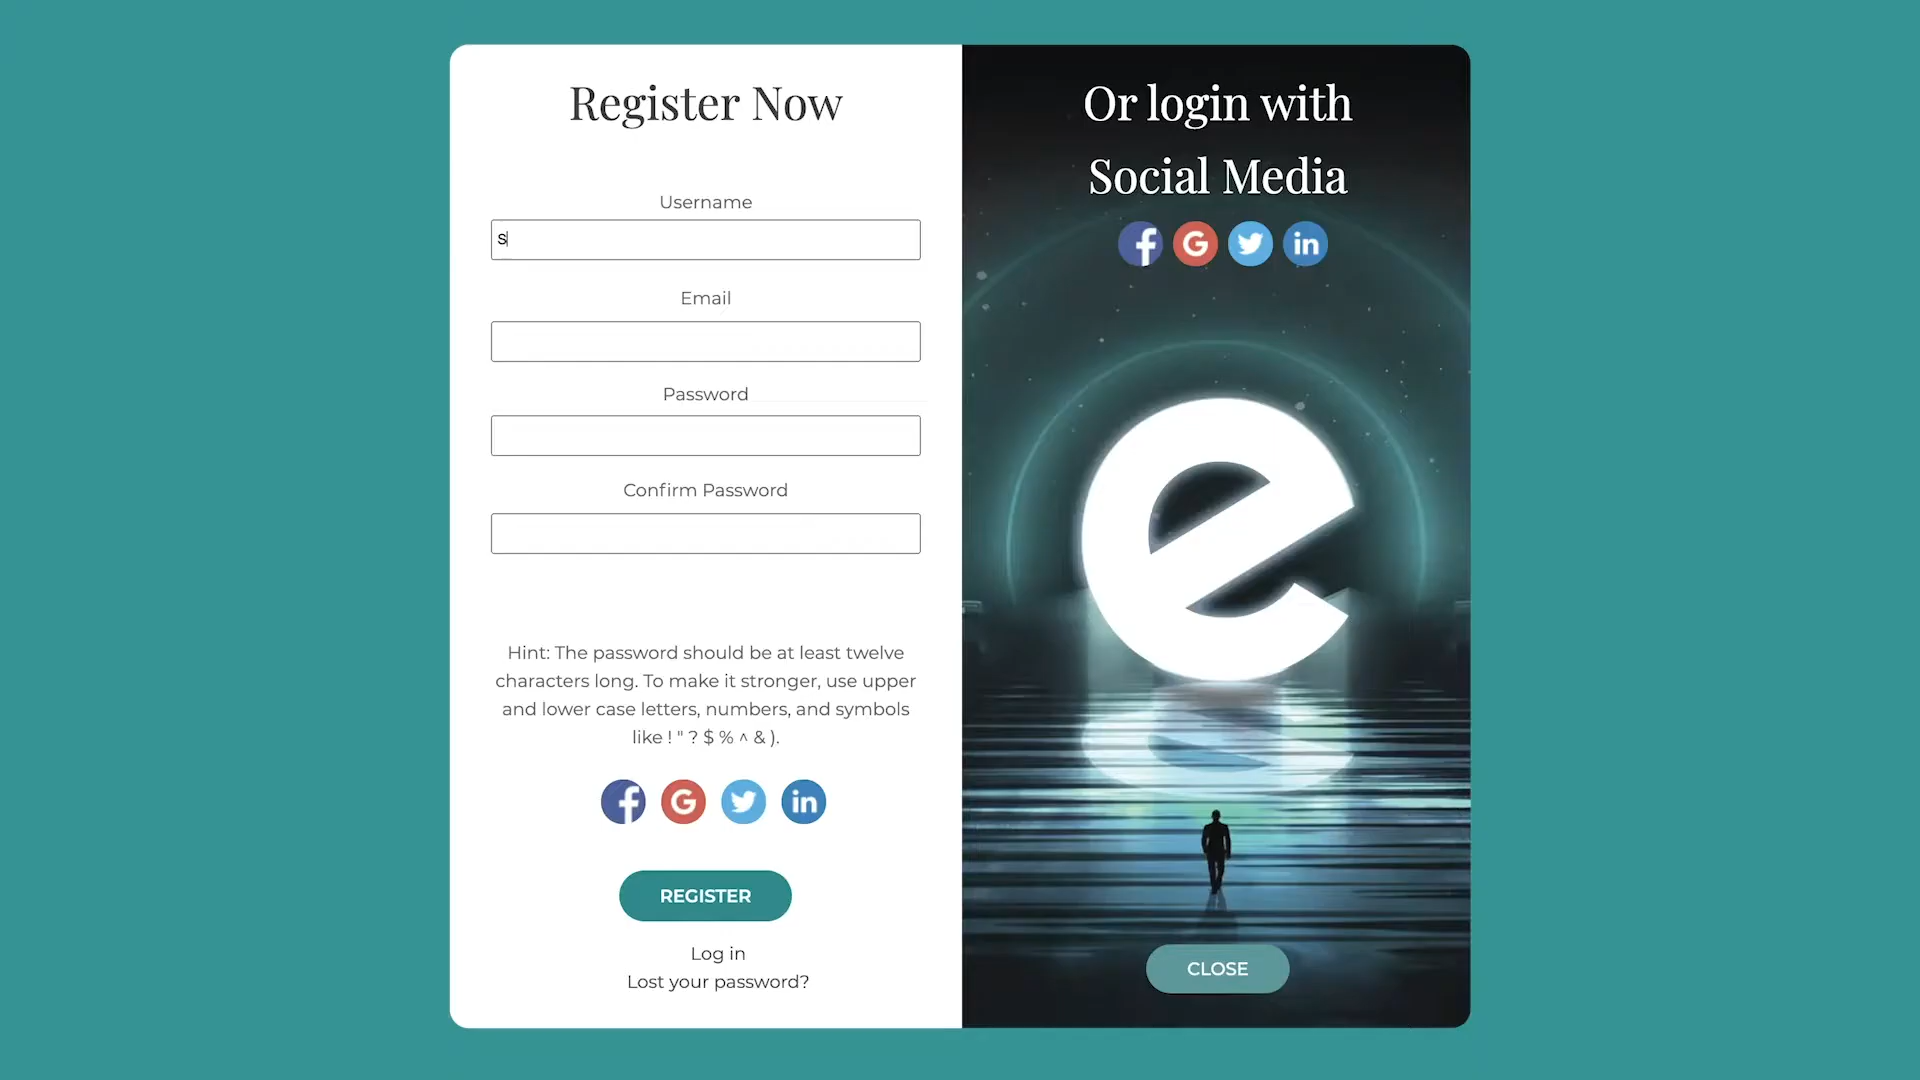 Register Now
Username
S
Email
Password
Confirm Password
Hint: The password should be at least twelve
characters long. To make it stronger, use upper
and lower case letters, numbers, and symbols
like ! " ? $ % ^ & ).
REGISTER
Log in
Lost your password?
Or login with
Social Media
e
CLOSE